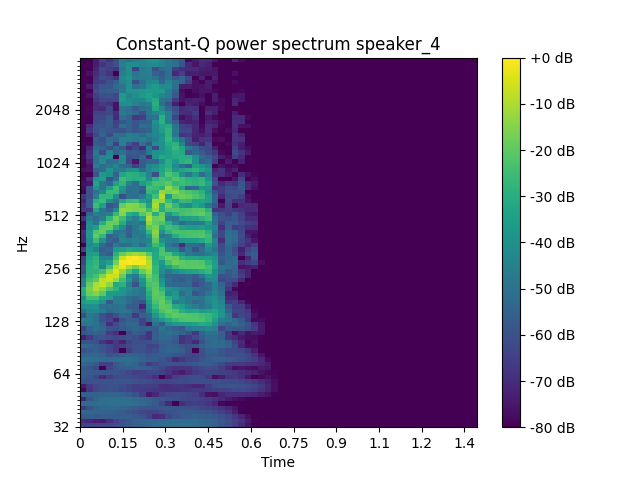 Constant-Q power spectrum speaker_4
Hz
2048
1024
512
256
128
64
32
0 0.15 0.3 0.45 0.6 0.75 0.9 1.1 1.2 1.4
Time
+0 dB
-10 dB
-20 dB
-30 dB
-40 dB
-50 dB
-60 dB
-70 dB
-80 dB